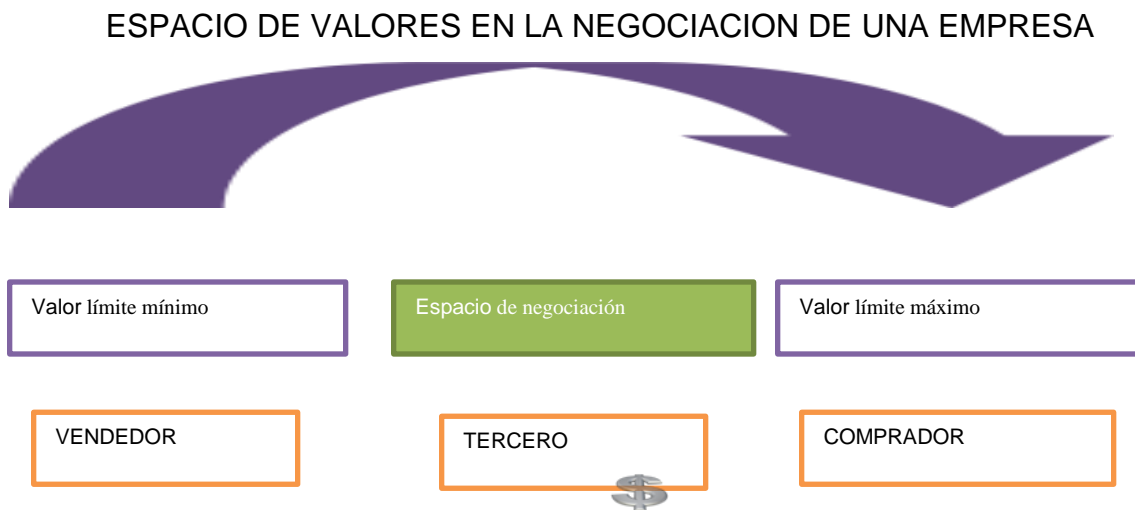 ESPACIO DE VALORES EN LA NEGOCIACION DE UNA EMPRESA
Valor límite mínimo
Espacio de negociación
Valor límite máximo
VENDEDOR
TERCERO
COMPRADOR
$